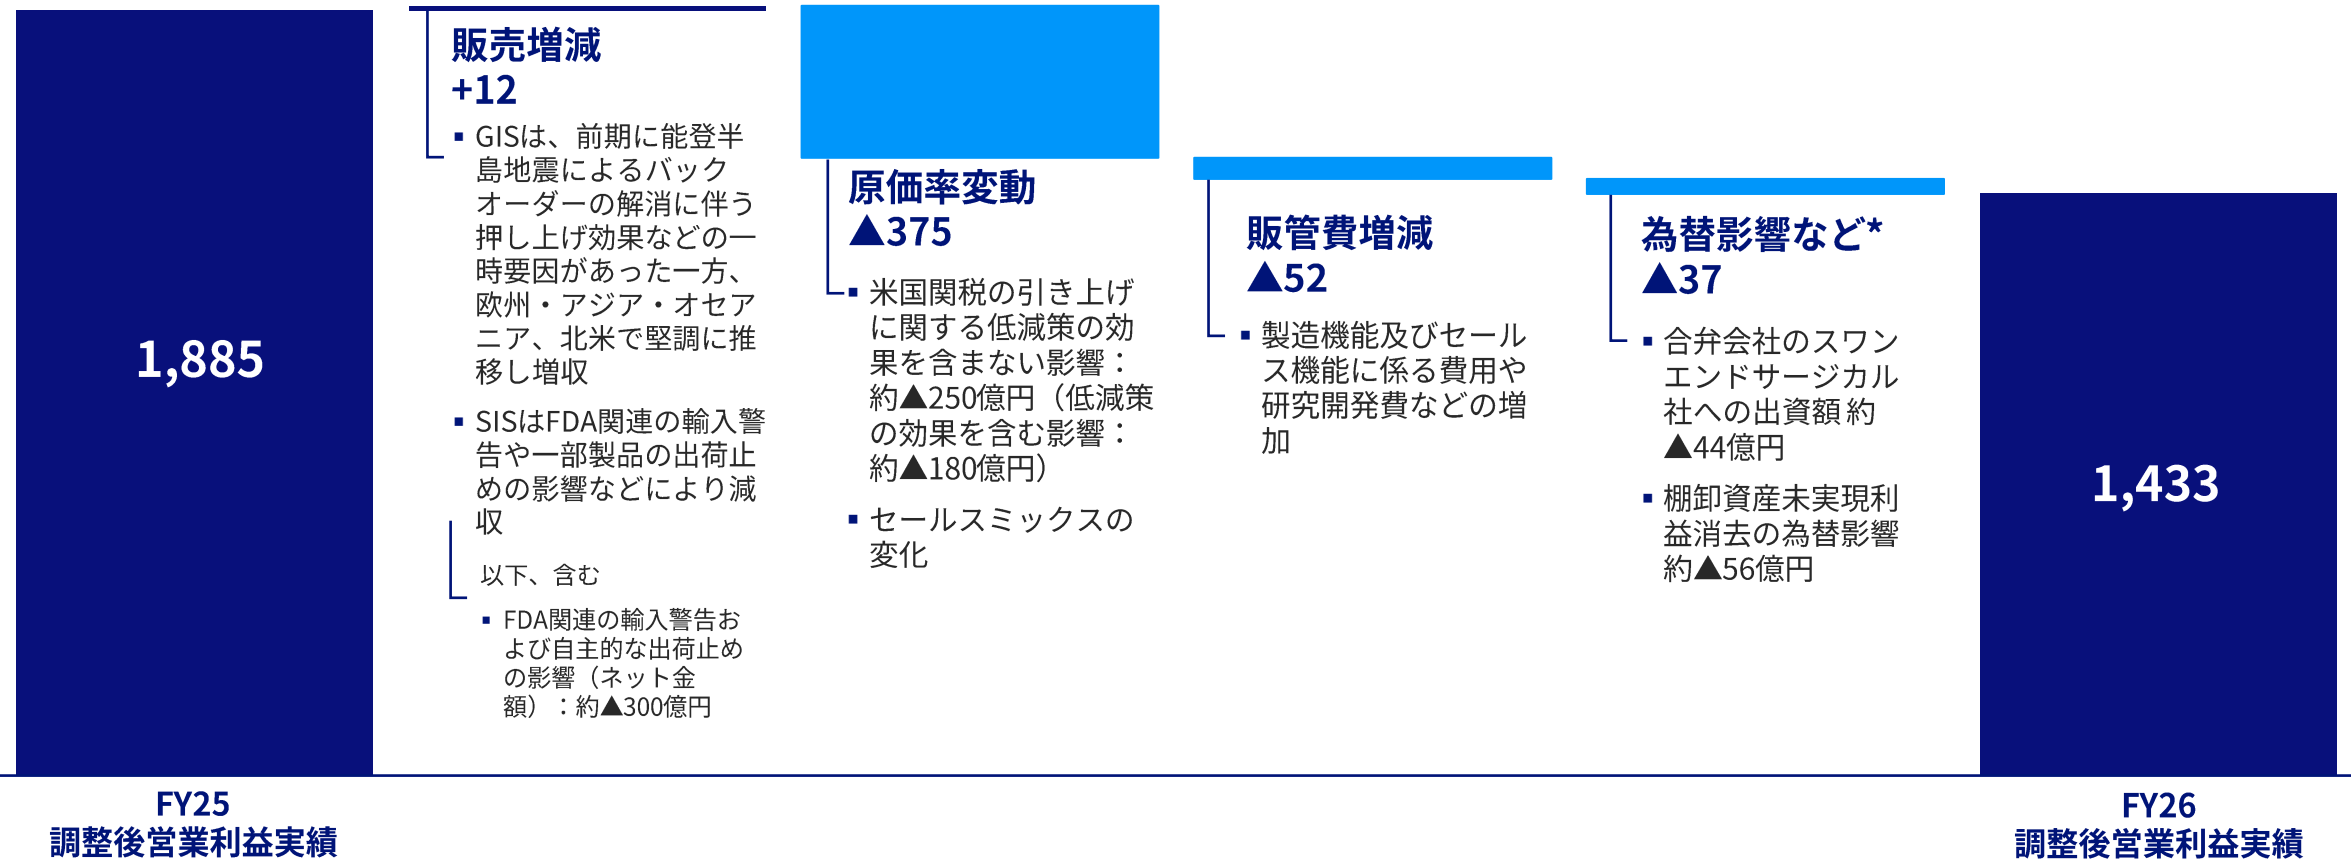 1,885
FY25
調整後営業利益実績
販売増減
+12
▪ GISは、前期に能登半
島地震によるバック
オーダーの解消に伴う
押し上げ効果などの一
時要因があった一方、
欧州・アジア・オセア
ニア、北米で堅調に推
移し増収
▪ SISはFDA関連の輸入警
告や一部製品の出荷止
めの影響などにより減
収
以下、含む
▪ FDA関連の輸入警告お
よび自主的な出荷止め
の影響（ネット金
額）：約▲300億円
原価率変動
▲375
▪ 米国関税の引き上げ
に関する低減策の効
果を含まない影響：
約▲250億円（低減策
の効果を含む影響：
約▲180億円）
▪ セールスミックスの
変化
販管費増減
▲52
▪ 製造機能及びセール
ス機能に係る費用や
研究開発費などの増
加
為替影響など*
▲37
▪ 合弁会社のスワン
エンドサージカル
社への出資額 約
▲44億円
▪ 棚卸資産未実現利
益消去の為替影響
約▲56億円
1,433
FY26
調整後営業利益実績